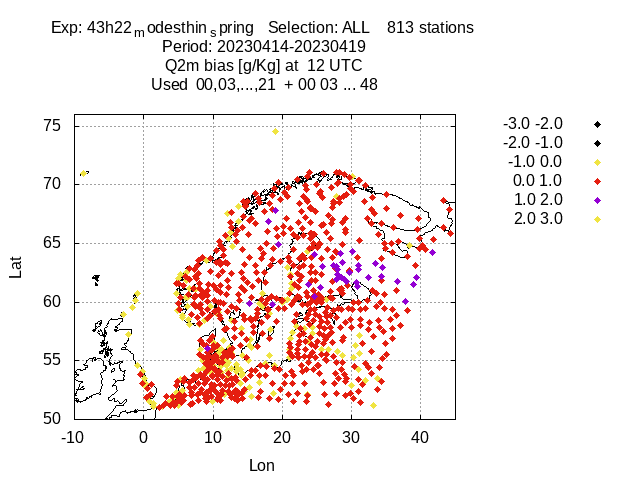 Exp: 43h22modesthinspring   Selection: ALL    813 stations
Period: 20230414-20230419
Q2m bias [g/Kg] at  12 UTC
Used  00,03,...,21  + 00 03 ... 48
-3.0 -2.0
-2.0 -1.0
-1.0 0.0
0.0 1.0
1.0 2.0
2.0 3.0
75
70
65
60
55
50
Lat
-10 0 10 20 30 40
Lon